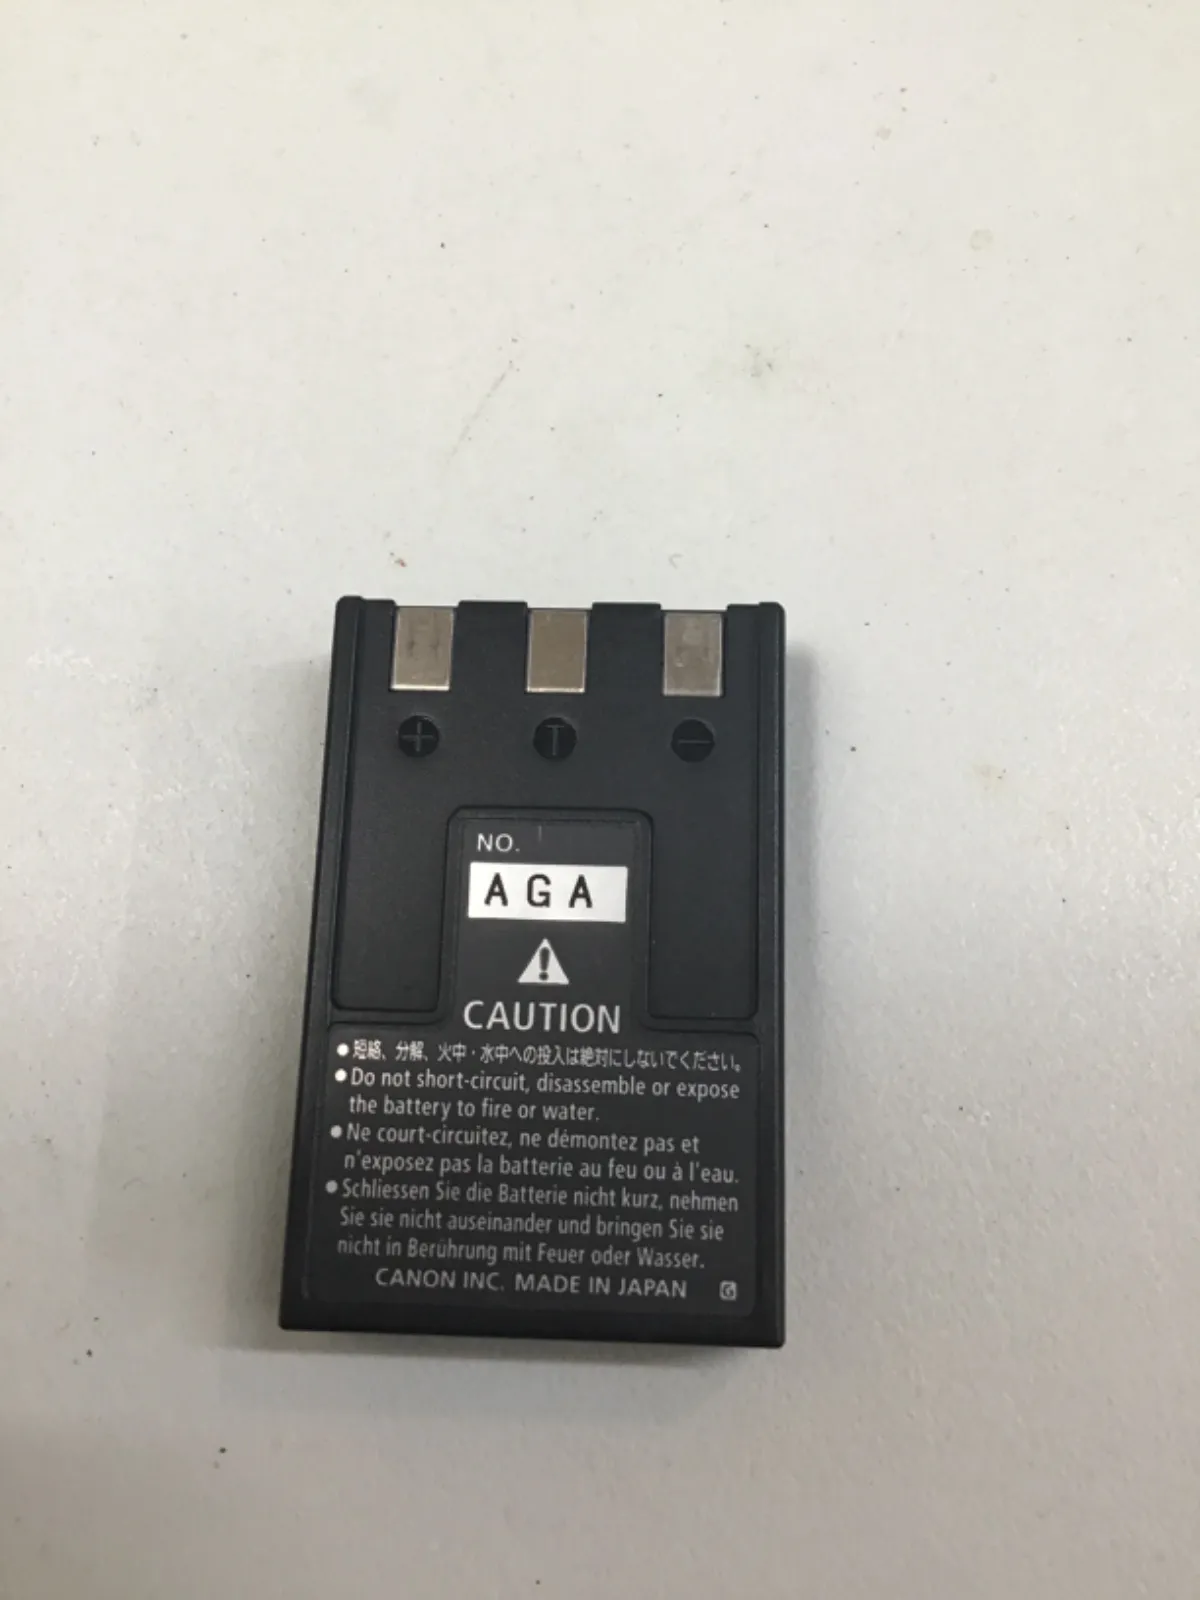 + T −
NO.
AGA
CAUTION
●短絡、分解、火中・水中への投入は絶対にしないでください。
●Do not short-circuit, disassemble or expose
the battery to fire or water.
●Ne court-circuitez, ne démontez pas et
n'exposez pas la batterie au feu ou à l'eau.
●Schliessen Sie die Batterie nicht kurz, nehmen
Sie sie nicht auseinander und bringen Sie sie
nicht in Berührung mit Feuer oder Wasser.
CANON INC. MADE IN JAPAN G